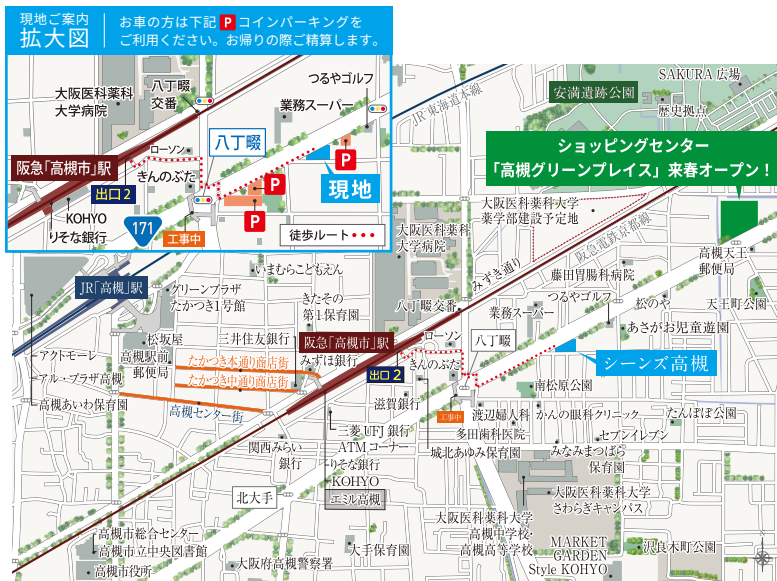 現地ご案内
拡大図
お車の方は下記 P コインパーキングを
ご利用ください。お帰りの際ご精算します。
大阪医科薬科
大学病院
八丁畷
交番
つるやゴルフ
業務スーパー
ローソン
八丁畷
阪急「高槻市」駅
きんのぶた
P
出口2
P
現地
KOHYO
りそな銀行
171
P
工事中
徒歩ルート•••
SAKURA 広場
安満遺跡公園
歴史拠点
JR東海道本線
ショッピングセンター
「高槻グリーンプレイス」来春オープン！
大阪医科薬科大学
薬学部建設予定地
大阪医科薬科
大学病院
阪急電鉄京都線
高槻天王
郵便局
いまむらこどもえん
みずき通り
藤田胃腸科病院
JR「高槻」駅
グリーンプラザ
たかつき1号館
きたその
第1保育園
八丁畷交番
つるやゴルフ
業務スーパー
松のや
天王町公園
あさがお児童遊園
松坂屋
三井住友銀行
阪急「高槻市」駅
ローソン
八丁畷
アクトモーレ
高槻駅前
郵便局
たかつき本通り商店街
みずほ銀行
きんのぶた
シーンズ高槻
アル・プラザ高槻
たかつき中通り商店街
出口2
南松原公園
高槻あいわ保育園
高槻センター街
滋賀銀行
工事中
渡辺婦人科
かんの眼科クリニック
たんぽぽ公園
三菱UFJ銀行
ATMコーナー
多田歯科医院
セブンイレブン
関西みらい
銀行
りそな銀行
城北あゆみ保育園
みなみまつばら
保育園
KOHYO
エミル高槻
北大手
大阪医科薬科大学
さわらぎキャンパス
大阪医科薬科大学
高槻中学校・
高槻高等学校
高槻市総合センター
高槻市立中央図書館
高槻市役所
大阪府高槻警察署
大手保育園
MARKET
GARDEN
Style KOHYO
沢良木町公園